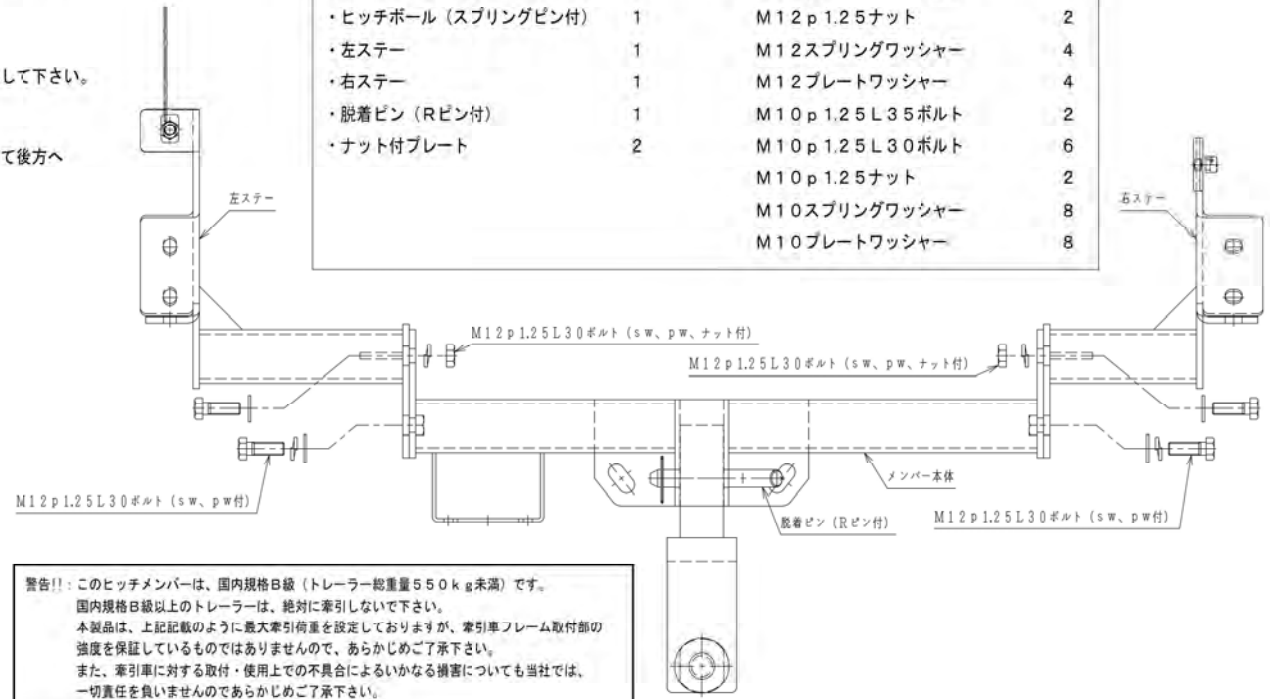 ・ヒッチボール（スプリングピン付） 1 M12p1.25ナット 2
・左ステー 1 M12スプリングワッシャー 4
・右ステー 1 M12プレートワッシャー 4
・脱着ピン（Rピン付） 1 M10p1.25L35ボルト 2
・ナット付プレート 2 M10p1.25L30ボルト 6
M10p1.25ナット 2
M10スプリングワッシャー 8
M10プレートワッシャー 8
して下さい。
て後方へ
左ステー
右ステー
M12p1.25L30ボルト（sw、pw、ナット付）
M12p1.25L30ボルト（sw、pw、ナット付）
メンバー本体
M12p1.25L30ボルト（sw、pw付）
脱着ピン（Rピン付）
M12p1.25L30ボルト（sw、pw付）
警告!!：このヒッチメンバーは、国内規格B級（トレーラー総重量550kg未満）です。
国内規格B級以上のトレーラーは、絶対に牽引しないで下さい。
本製品は、上記記載のように最大牽引荷重を設定しておりますが、牽引車フレーム取付部の
強度を保証しているものではありませんので、あらかじめご了承下さい。
また、牽引車に対する取付・使用上での不具合によるいかなる損害についても当社では、
一切責任を負いませんのであらかじめご了承下さい。